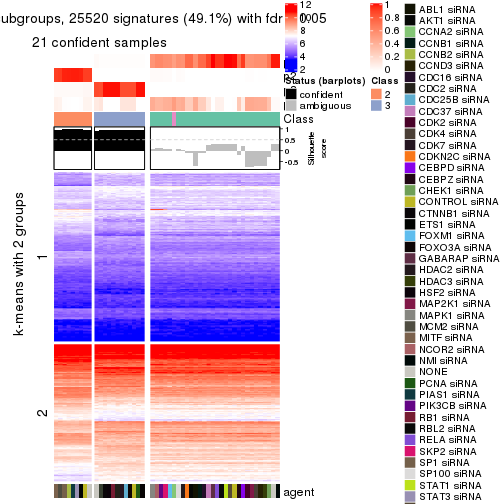 ubgroups, 25520 signatures (49.1%) with fdr 0.05
21 confident samples
12
10
8
6
4
2
1
0.8
0.6
0.4
0.2
0
Status (barplots)
confident
ambiguous
Class
2
3
Class
1
0.5
0
-0.5
Silhouette
score
k-means with 2 groups
1
2
agent
ABL1 siRNA
AKT1 siRNA
CCNA2 siRNA
CCNB1 siRNA
CCNB2 siRNA
CCND3 siRNA
CDC16 siRNA
CDC2 siRNA
CDC25B siRNA
CDC37 siRNA
CDK2 siRNA
CDK4 siRNA
CDK7 siRNA
CDKN2C siRNA
CEBPD siRNA
CEBPZ siRNA
CHEK1 siRNA
CONTROL siRNA
CTNNB1 siRNA
ETS1 siRNA
FOXM1 siRNA
FOXO3A siRNA
GABARAP siRNA
HDAC2 siRNA
HDAC3 siRNA
HSF2 siRNA
MAP2K1 siRNA
MAPK1 siRNA
MCM2 siRNA
MITF siRNA
NCOR2 siRNA
NMI siRNA
NONE
PCNA siRNA
PIAS1 siRNA
PIK3CB siRNA
RB1 siRNA
RBL2 siRNA
RELA siRNA
SKP2 siRNA
SP1 siRNA
SP100 siRNA
STAT1 siRNA
STAT3 siRNA